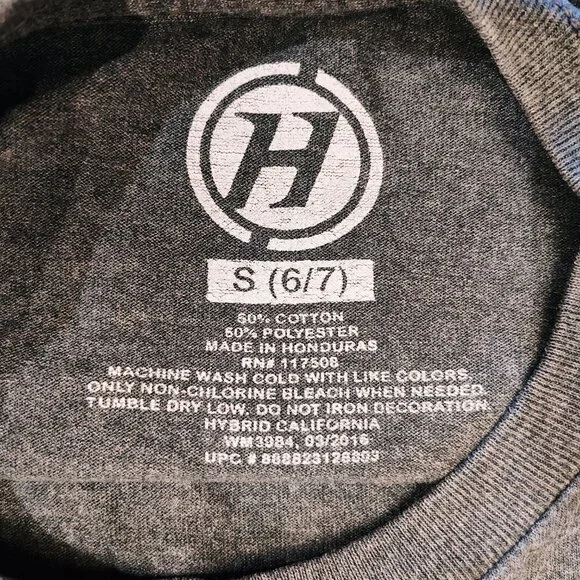 H
S (6/7)
50% COTTON
50% POLYESTER
MADE IN HONDURAS
RN# 117508
MACHINE WASH COLD WITH LIKE COLORS
ONLY NON-CHLORINE BLEACH WHEN NEEDED.
TUMBLE DRY LOW. DO NOT IRON DECORATION.
HYBRID CALIFORNIA
WM3984, 03/2016
UPC #